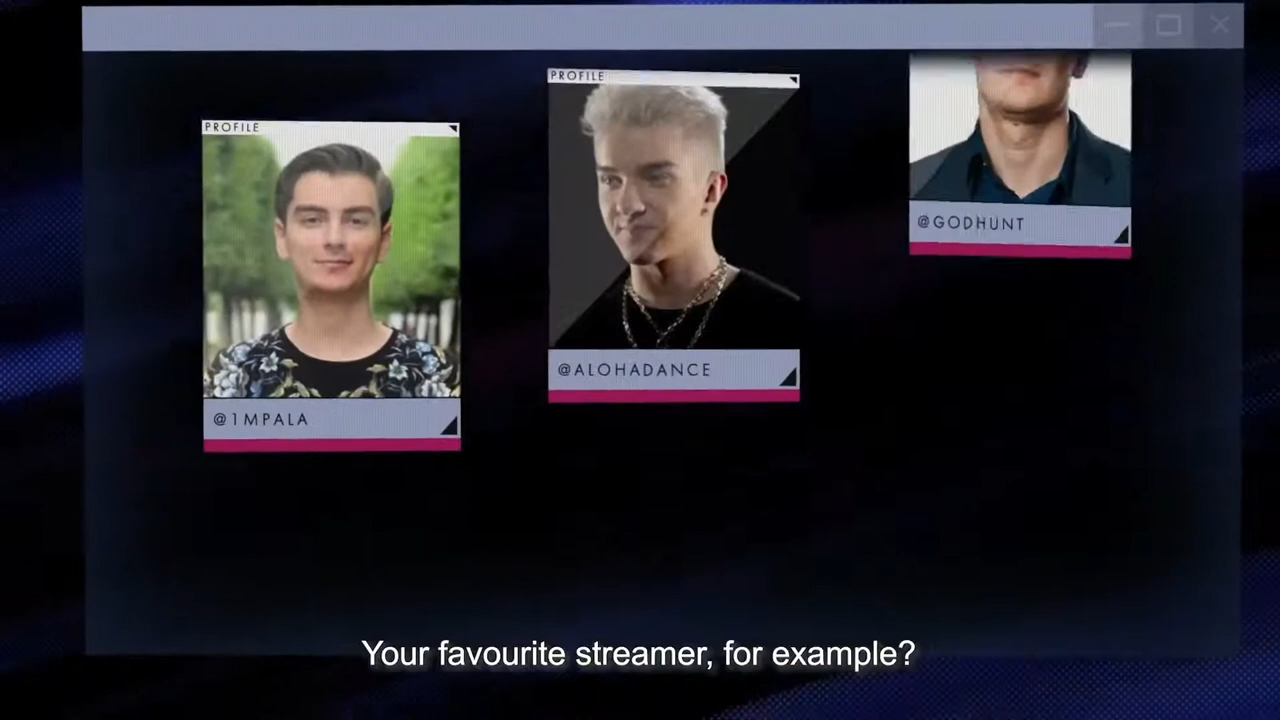 PROFILE
@1MPALA
PROFILE
@ALOHADANCE
@GODHUNT
Your favourite streamer, for example?